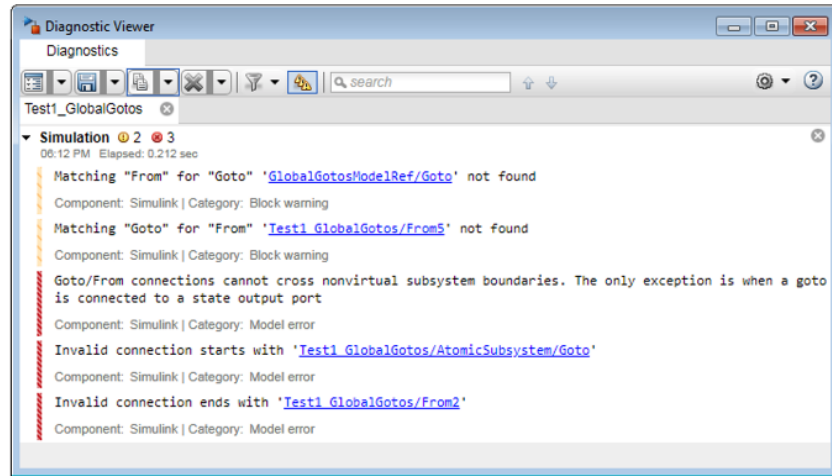 Diagnostic Viewer
Diagnostics
search
Test1_GlobalGotos
Simulation 2 3
06:12 PM Elapsed: 0.212 sec
Matching "From" for "Goto" 'GlobalGotosModelRef/Goto' not found
Component: Simulink | Category: Block warning
Matching "Goto" for "From" 'Test1_GlobalGotos/From5' not found
Component: Simulink | Category: Block warning
Goto/From connections cannot cross nonvirtual subsystem boundaries. The only exception is when a goto
is connected to a state output port
Component: Simulink | Category: Model error
Invalid connection starts with 'Test1_GlobalGotos/AtomicSubsystem/Goto'
Component: Simulink | Category: Model error
Invalid connection ends with 'Test1_GlobalGotos/From2'
Component: Simulink | Category: Model error